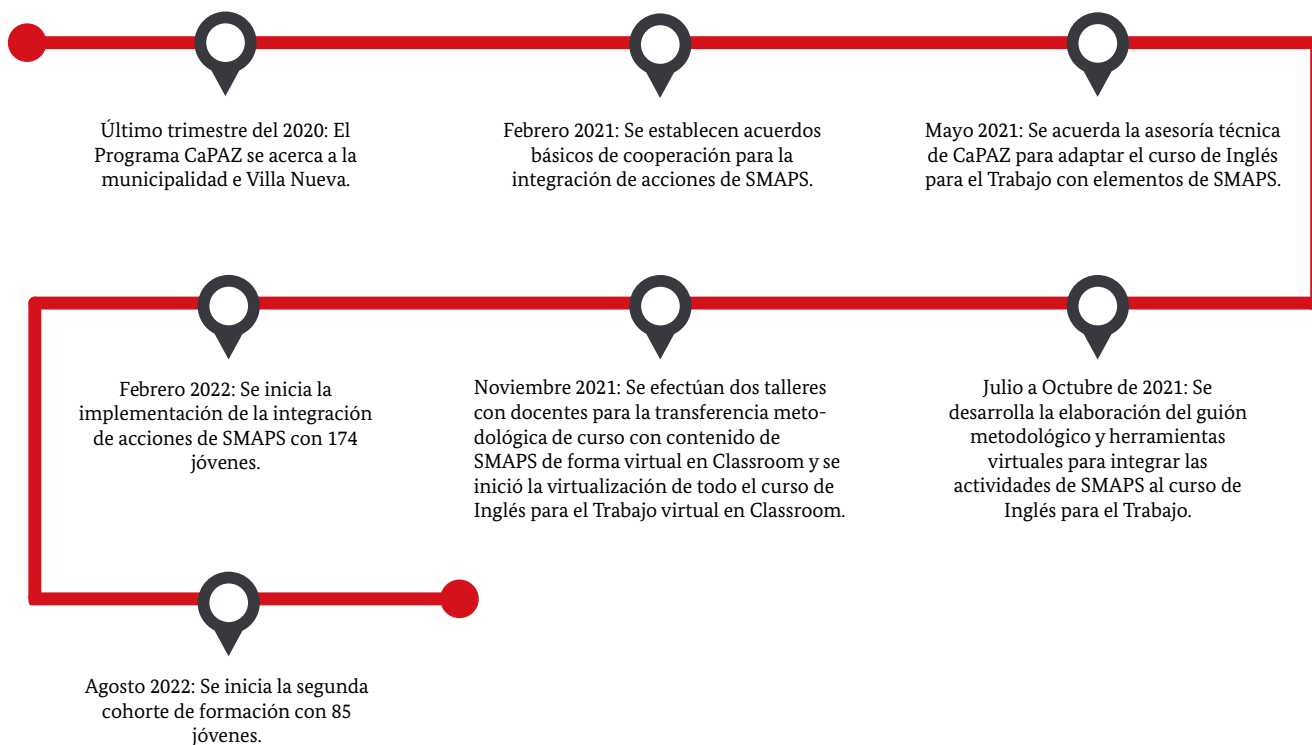 Último trimestre del 2020: El
Programa CaPAZ se acerca a la
municipalidad e Villa Nueva.
Febrero 2021: Se establecen acuerdos
básicos de cooperación para la
integración de acciones de SMAPS.
Mayo 2021: Se acuerda la asesoría técnica
de CaPAZ para adaptar el curso de Inglés
para el Trabajo con elementos de SMAPS.
Julio a Octubre de 2021: Se
desarrolla la elaboración del guión
metodológico y herramientas
virtuales para integrar las
actividades de SMAPS al curso de
Inglés para el Trabajo.
Noviembre 2021: Se efectúan dos talleres
con docentes para la transferencia meto-
dológica de curso con contenido de
SMAPS de forma virtual en Classroom y se
inició la virtualización de todo el curso de
Inglés para el Trabajo virtual en Classroom.
Febrero 2022: Se inicia la
implementación de la integración
de acciones de SMAPS con 174
jóvenes.
Agosto 2022: Se inicia la segunda
cohorte de formación con 85
jóvenes.